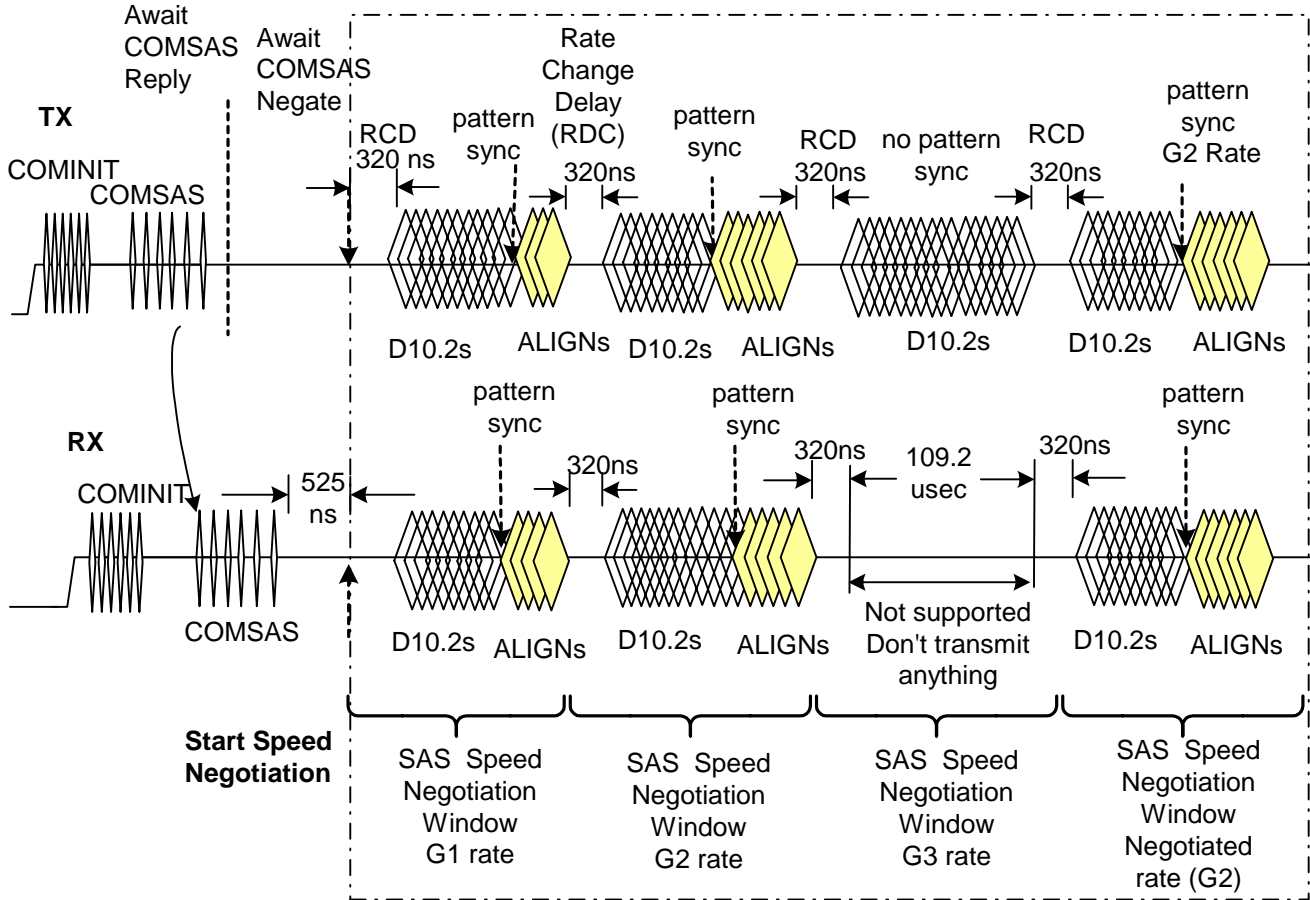 Await
COMSAS
Reply
Await
COMSAS
Negate
Rate
Change
Delay
(RDC)
TX
RCD
320 ns
pattern
sync
320ns
pattern
sync
RCD
320ns
no pattern
sync
RCD
320ns
pattern
sync
G2 Rate
COMINIT
COMSAS
D10.2s
ALIGNs
D10.2s
ALIGNs
D10.2s
D10.2s
ALIGNs
RX
pattern
sync
pattern
sync
pattern
sync
COMINIT
525
ns
320ns
320ns
109.2
usec
320ns
COMSAS
D10.2s
ALIGNs
D10.2s
ALIGNs
Not supported
Don't transmit
anything
D10.2s
ALIGNs
Start Speed
Negotiation
SAS Speed
Negotiation
Window
G1 rate
SAS Speed
Negotiation
Window
G2 rate
SAS Speed
Negotiation
Window
G3 rate
SAS Speed
Negotiation
Window
Negotiated
rate (G2)